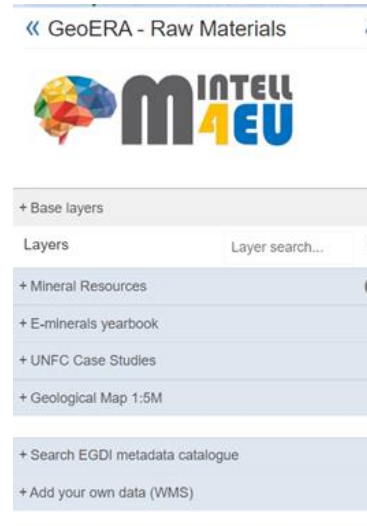 « GeoERA - Raw Materials
MINTELL
4EU
+ Base layers
Layers Layer search...
+ Mineral Resources
+ E-minerals yearbook
+ UNFC Case Studies
+ Geological Map 1:5M
+ Search EGDI metadata catalogue
+ Add your own data (WMS)